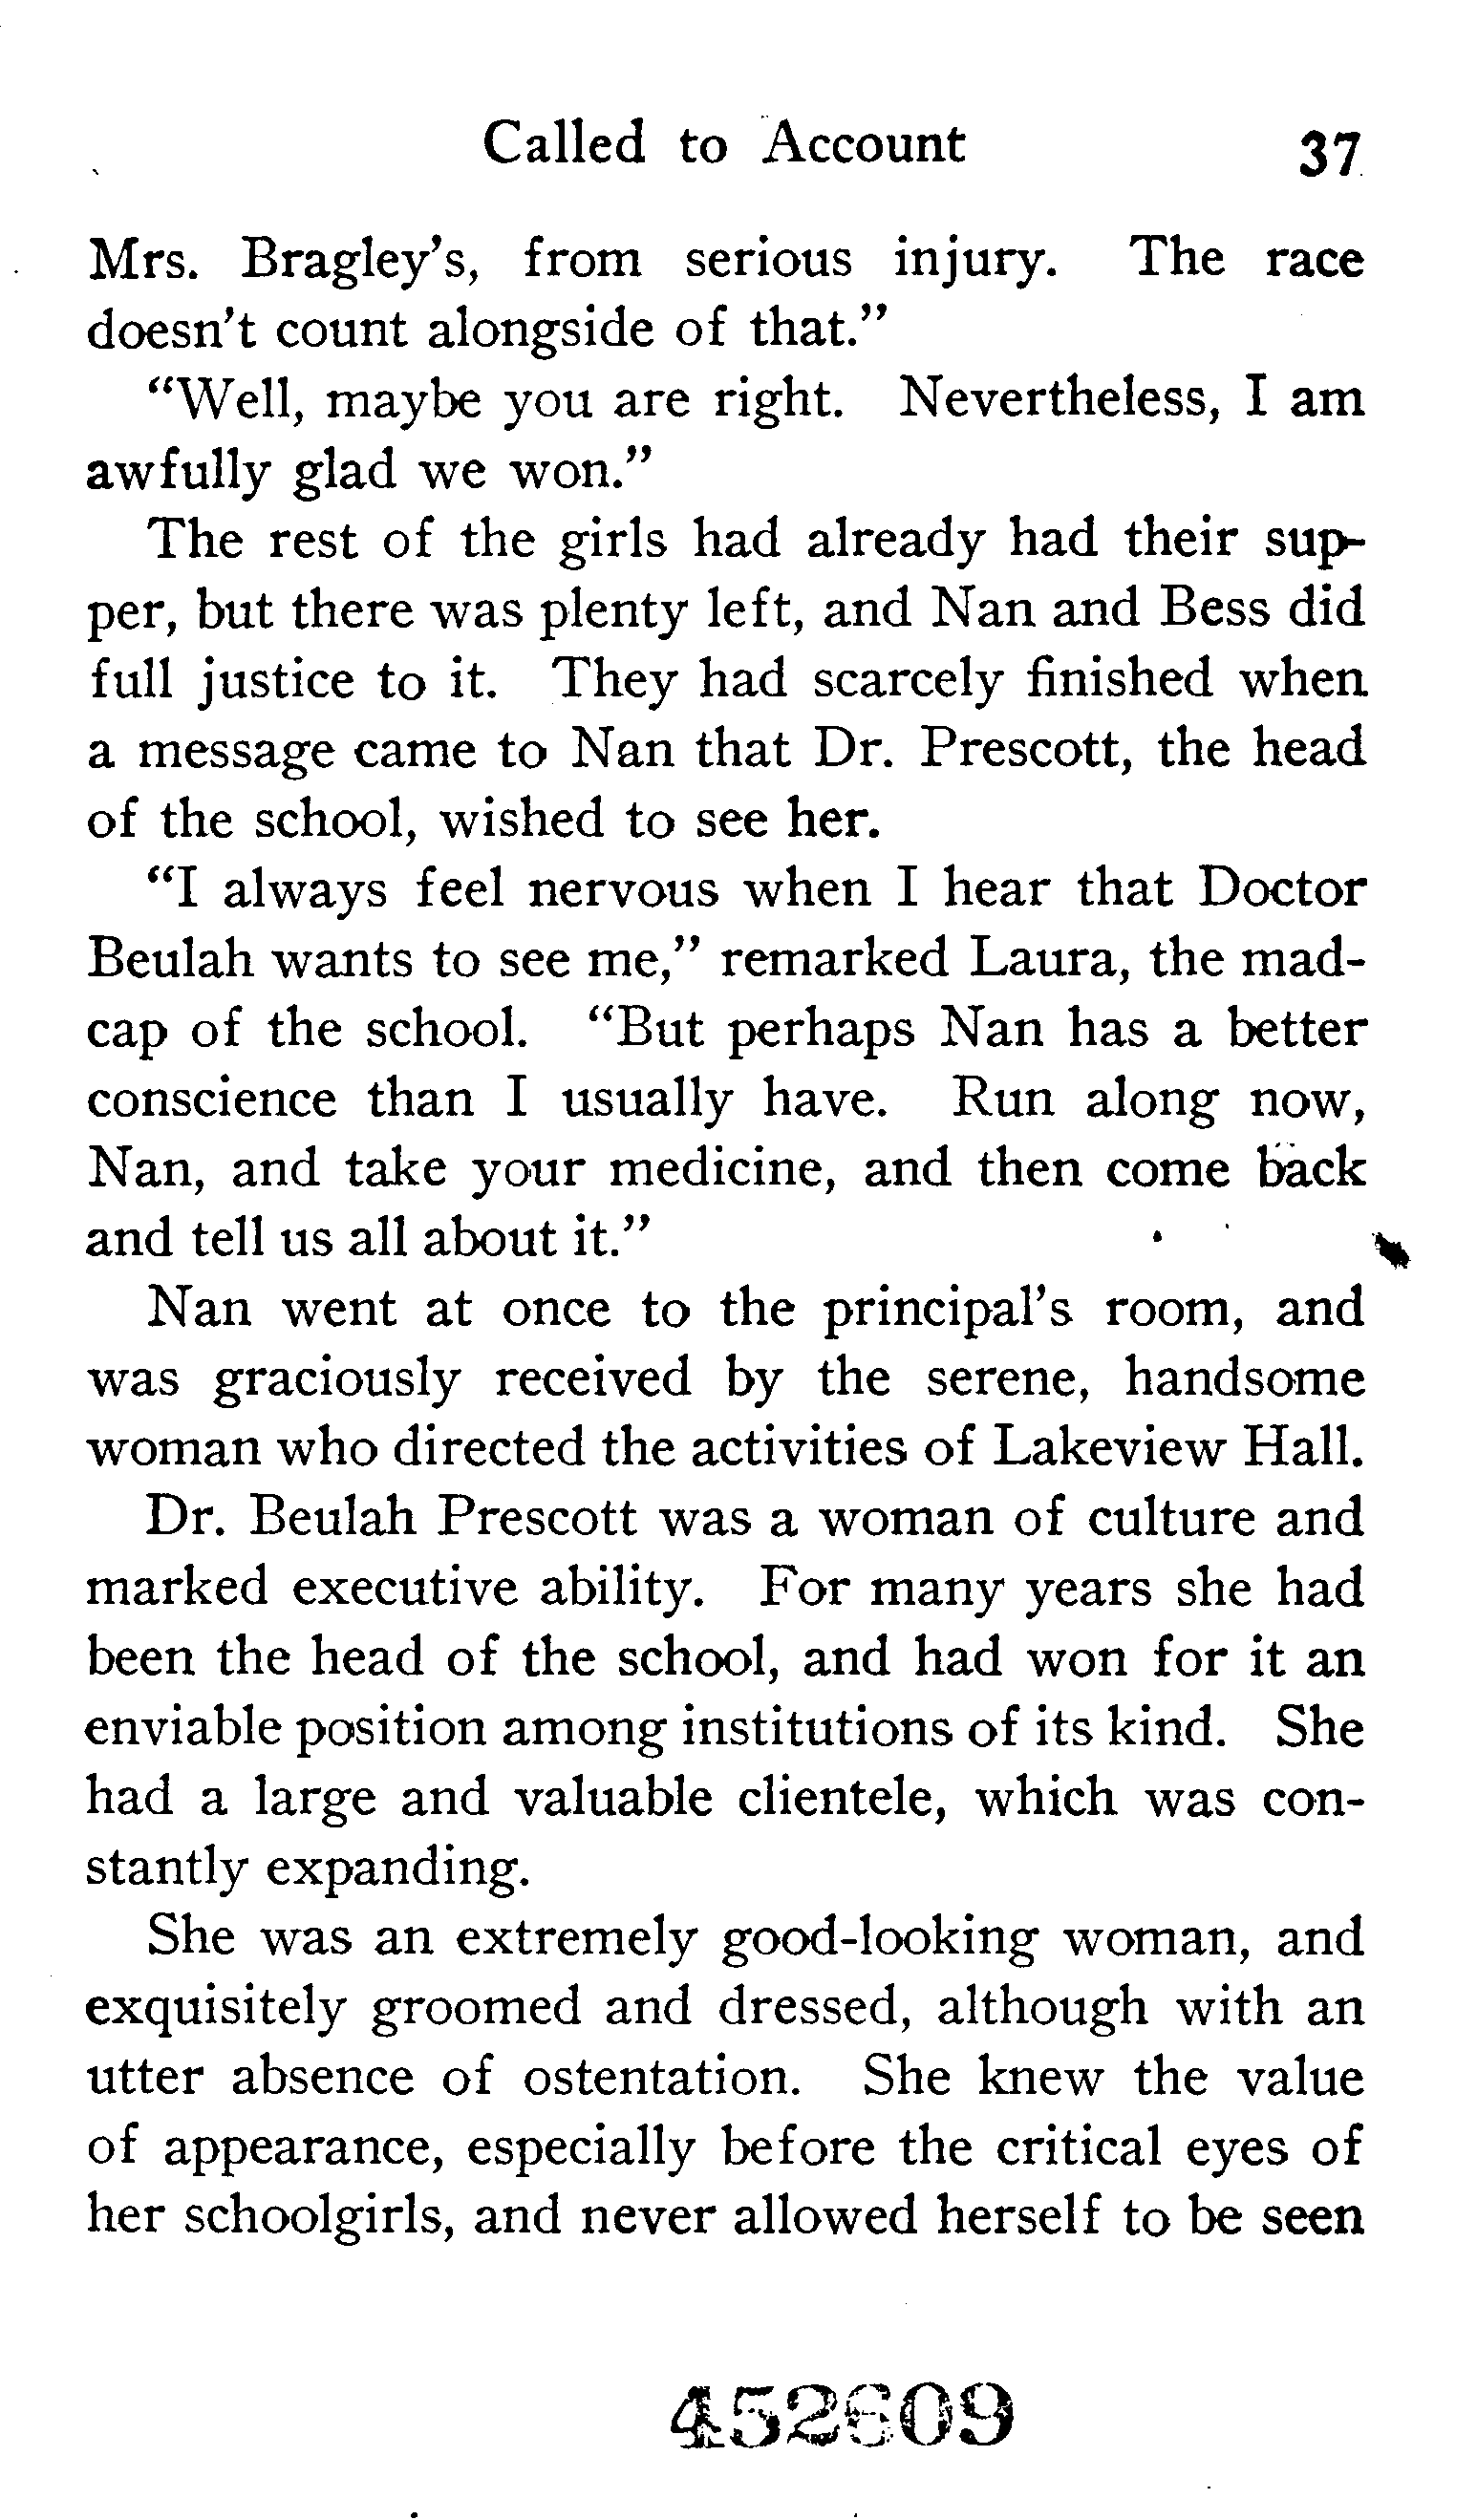 Called to Account 37
Mrs. Bragley's, from serious injury. The race
doesn't count alongside of that."
"Well, maybe you are right. Nevertheless, I am
awfully glad we won."
The rest of the girls had already had their sup-
per, but there was plenty left, and Nan and Bess did
full justice to it. They had scarcely finished when
a message came to Nan that Dr. Prescott, the head
of the school, wished to see her.
"I always feel nervous when I hear that Doctor
Beulah wants to see me," remarked Laura, the mad-
cap of the school. "But perhaps Nan has a better
conscience than I usually have. Run along now,
Nan, and take your medicine, and then come back
and tell us all about it."
Nan went at once to the principal's room, and
was graciously received by the serene, handsome
woman who directed the activities of Lakeview Hall.
Dr. Beulah Prescott was a woman of culture and
marked executive ability. For many years she had
been the head of the school, and had won for it an
enviable position among institutions of its kind. She
had a large and valuable clientele, which was con-
stantly expanding.
She was an extremely good-looking woman, and
exquisitely groomed and dressed, although with an
utter absence of ostentation. She knew the value
of appearance, especially before the critical eyes of
her schoolgirls, and never allowed herself to be seen
452609